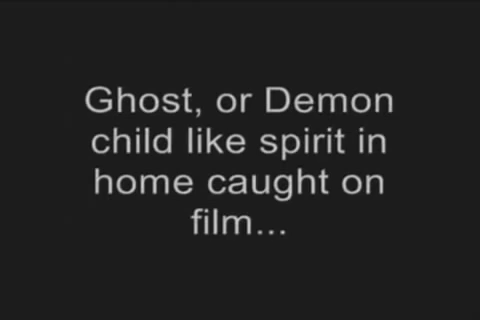 Ghost, or Demon
child like spirit in
home caught on
film...